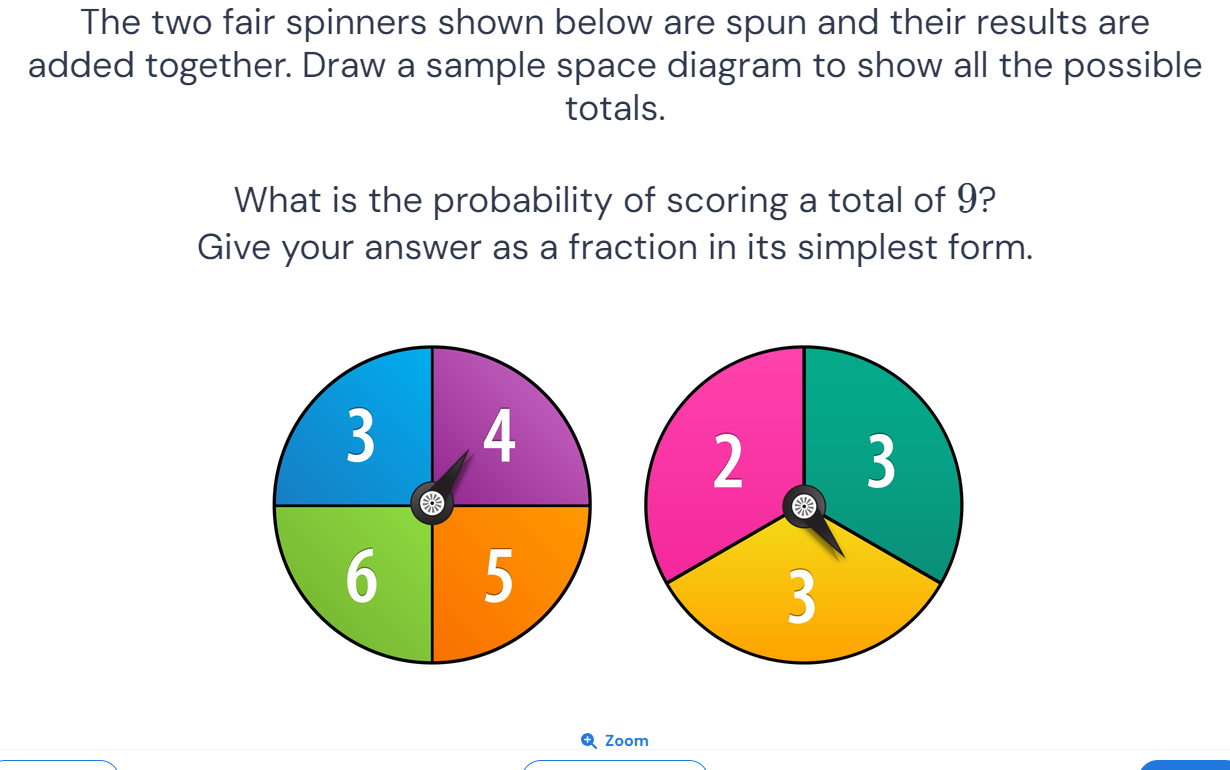 The two fair spinners shown below are spun and their results are
added together. Draw a sample space diagram to show all the possible
totals.
What is the probability of scoring a total of 9?
Give your answer as a fraction in its simplest form.
3
4
6
5
2
3
3
Zoom